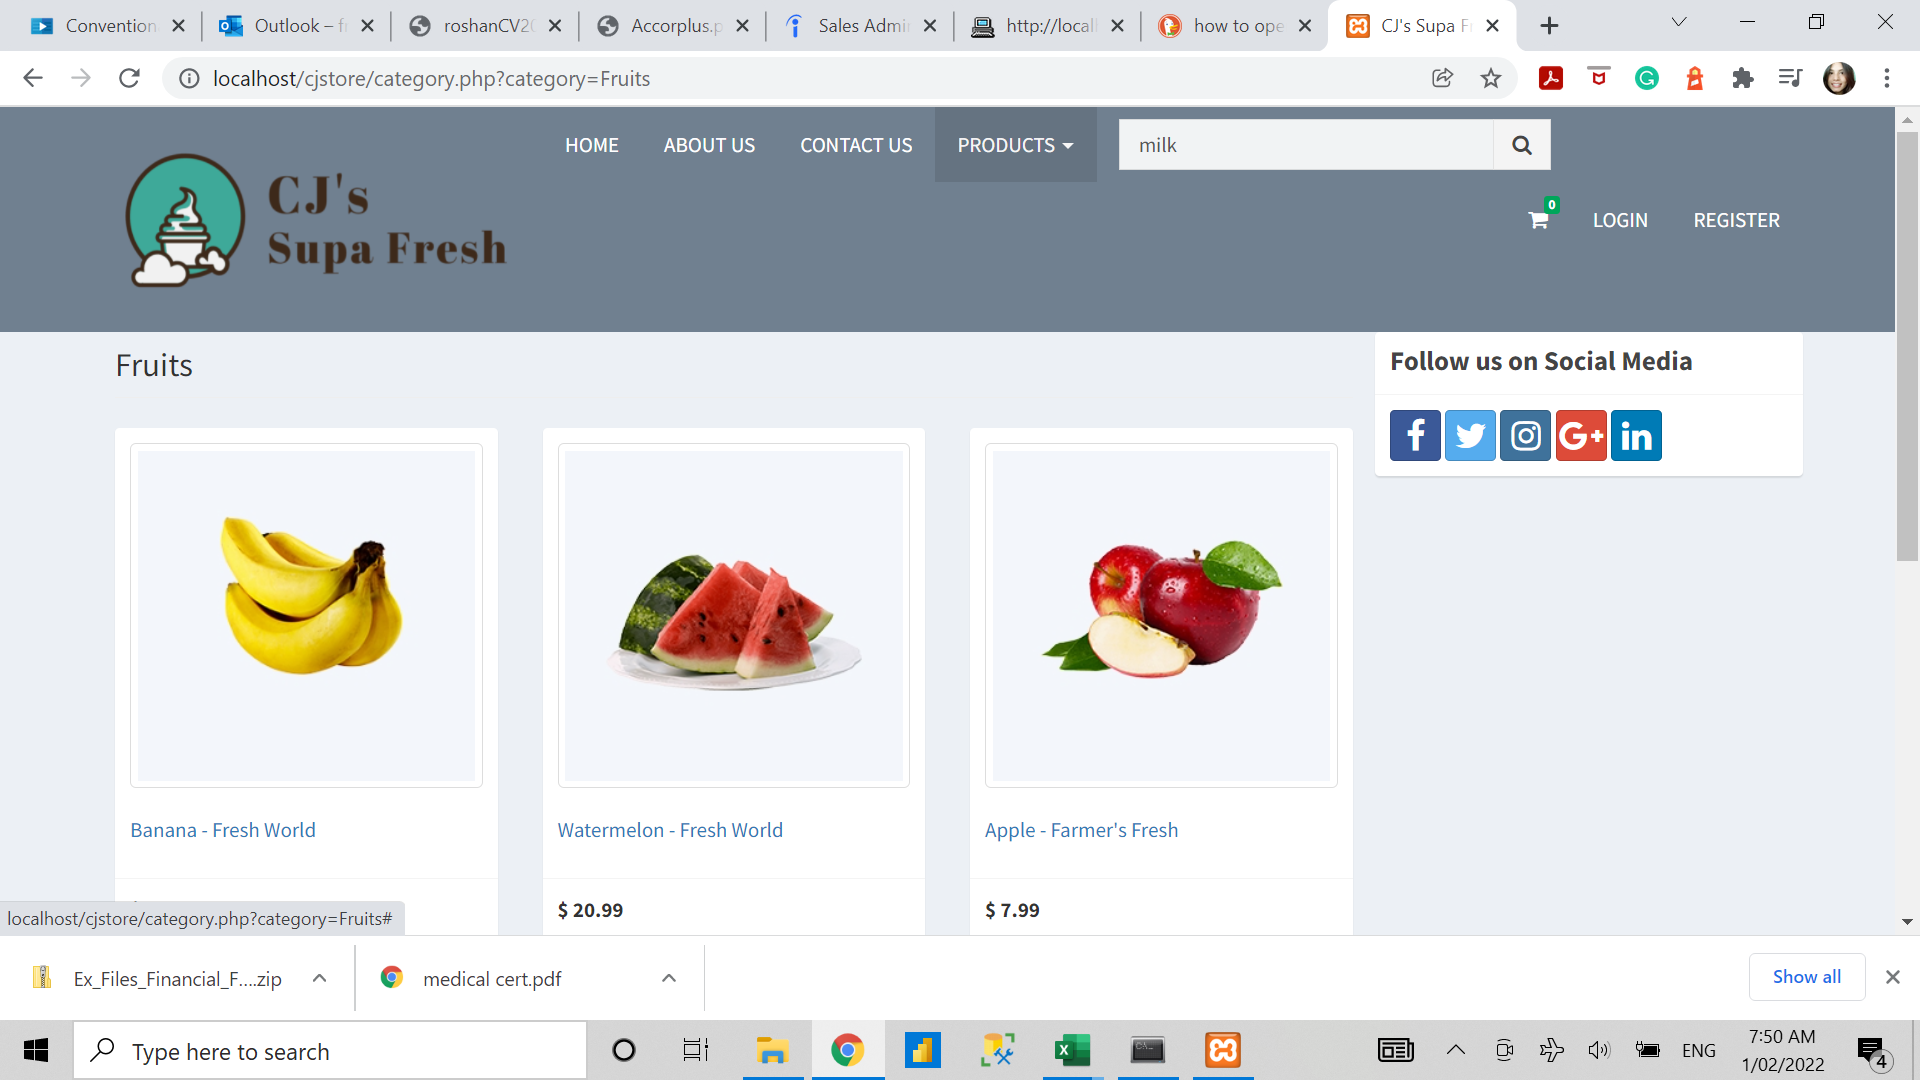 Convention
Outlook – f
roshanCV20
Accorplus.p
Sales Admi
http://local
how to ope
CJ's Supa F
localhost/cjstore/category.php?category=Fruits
HOME
ABOUT US
CONTACT US
PRODUCTS
milk
CJ's
Supa Fresh
0
LOGIN
REGISTER
Fruits
Follow us on Social Media
Banana - Fresh World
Watermelon - Fresh World
Apple - Farmer's Fresh
$ 20.99
$ 7.99
localhost/cjstore/category.php?category=Fruits#
Ex_Files_Financial_F....zip
medical cert.pdf
Show all
Type here to search
ENG
7:50 AM
1/02/2022
4